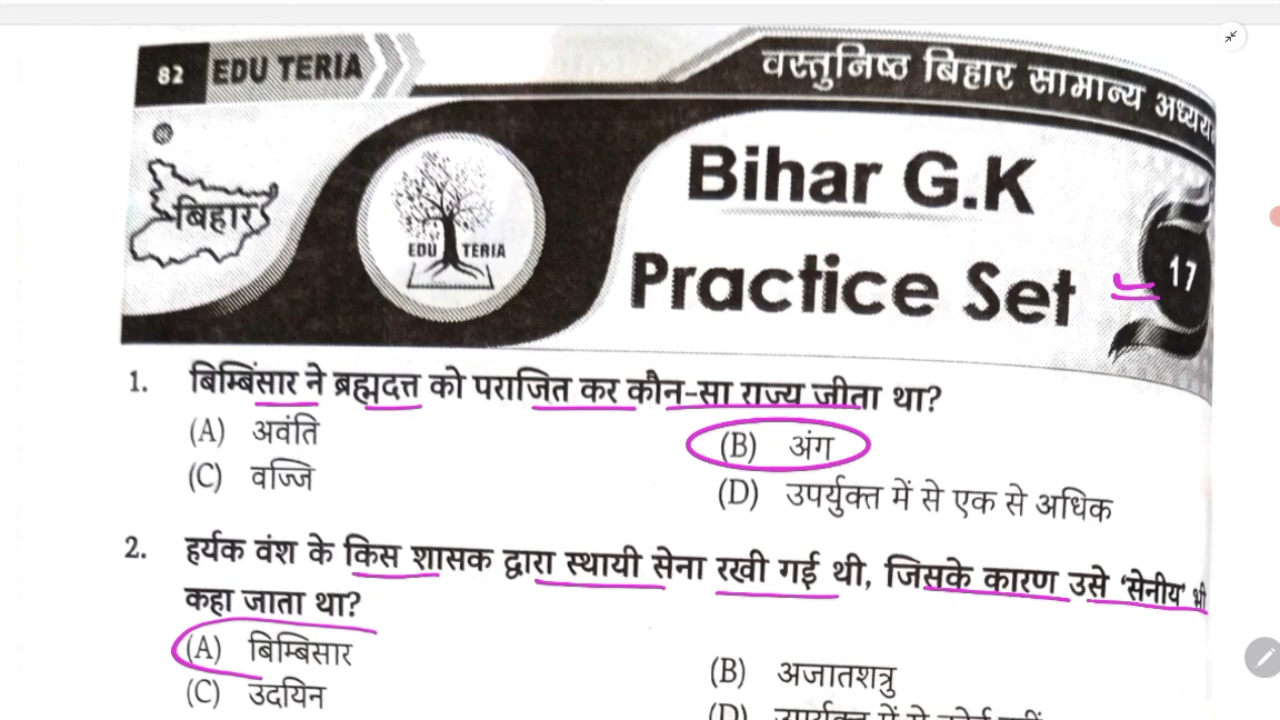 82 EDU TERIA
वस्तुनिष्ठ बिहार सामान्य
बिहार
EDU TERIA
Bihar G.K
Practice Set
17
1. बिम्बिंसार ने ब्रह्मदत्त को पराजित कर कौन-सा राज्य जीता था?
(A) अवंति
(B) अंग
(C) वज्जि
(D) उपर्युक्त में से एक से अधिक
2. हर्यक वंश के किस शासक द्वारा स्थायी सेना रखी गई थी, जिसके कारण उसे ‘सेनीय’ भी
कहा जाता था?
(A) बिम्बिसार
(B) अजातशत्रु
(C) उदयिन
(D)